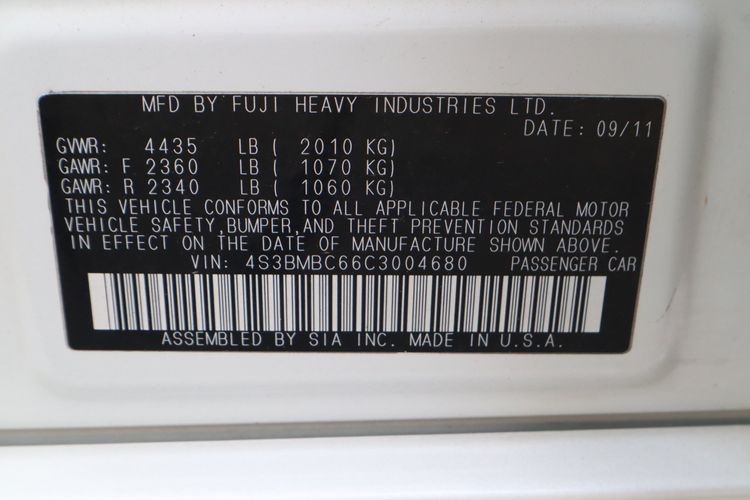 MFD BY FUJI HEAVY INDUSTRIES LTD.
DATE: 09/11
GVWR: 4435 LB ( 2010 KG)
GAWR: F 2360 LB ( 1070 KG)
GAWR: R 2340 LB ( 1060 KG)
THIS VEHICLE CONFORMS TO ALL APPLICABLE FEDERAL MOTOR
VEHICLE SAFETY,BUMPER,AND THEFT PREVENTION STANDARDS
IN EFFECT ON THE DATE OF MANUFACTURE SHOWN ABOVE.
VIN: 4S3BMBC66C3004680 PASSENGER CAR
ASSEMBLED BY SIA INC. MADE IN U.S.A.